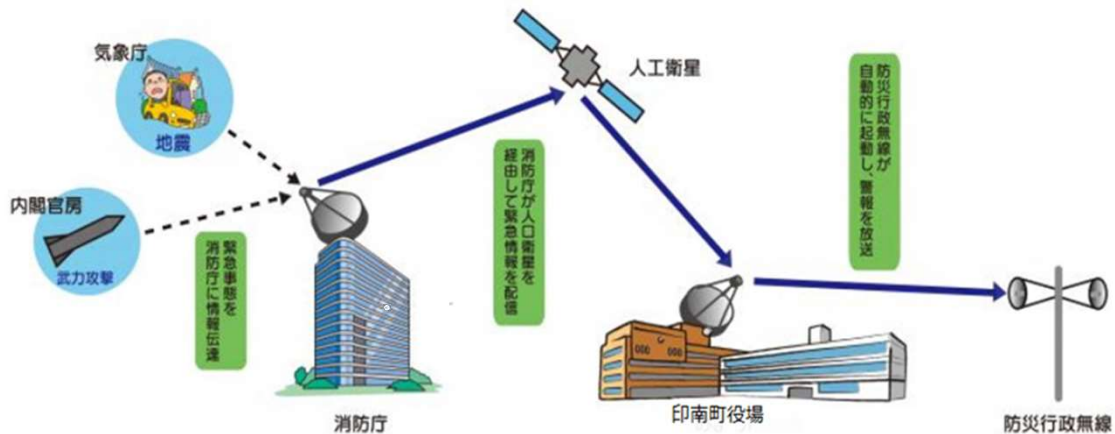 気象庁
地震
内閣官房
武力攻撃
緊急事態を
消防庁に情報伝達
消防庁
消防庁が人口衛星を
経由して緊急情報を配信
人工衛星
印南町役場
防災行政無線が
自動的に起動し、警報を放送
防災行政無線